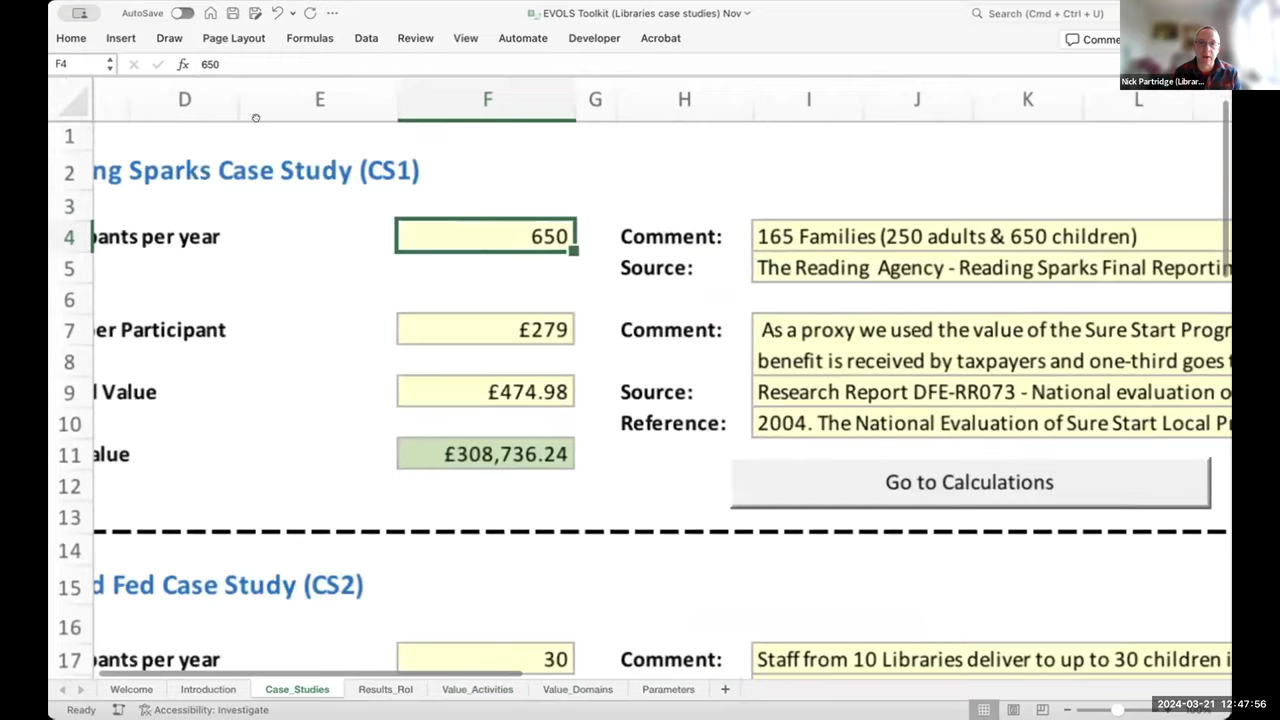 AutoSave
EVOLS Toolkit (Libraries case studies) Nov
Search (Cmd + Ctrl + U)
Home Insert Draw Page Layout Formulas Data Review View Automate Developer Acrobat
Comme
Nick Partridge (Librar...
F4 fx 650
D E F G H I J K L
1
2 ng Sparks Case Study (CS1)
3
4 pants per year 650 Comment: 165 Families (250 adults & 650 children)
5 Source: The Reading Agency - Reading Sparks Final Reportin
6
7 er Participant £279 Comment: As a proxy we used the value of the Sure Start Progr
8 benefit is received by taxpayers and one-third goes t
9 l Value £474.98 Source: Research Report DFE-RR073 - National evaluation o
10 Reference: 2004. The National Evaluation of Sure Start Local Pr
11 alue £308,736.24
12 Go to Calculations
13
14
15 d Fed Case Study (CS2)
16
17 pants per year 30 Comment: Staff from 10 Libraries deliver to up to 30 children i
Welcome Introduction Case_Studies Results_RoI Value_Activities Value_Domains Parameters +
Ready Accessibility: Investigate
2024-03-21 12:47:56